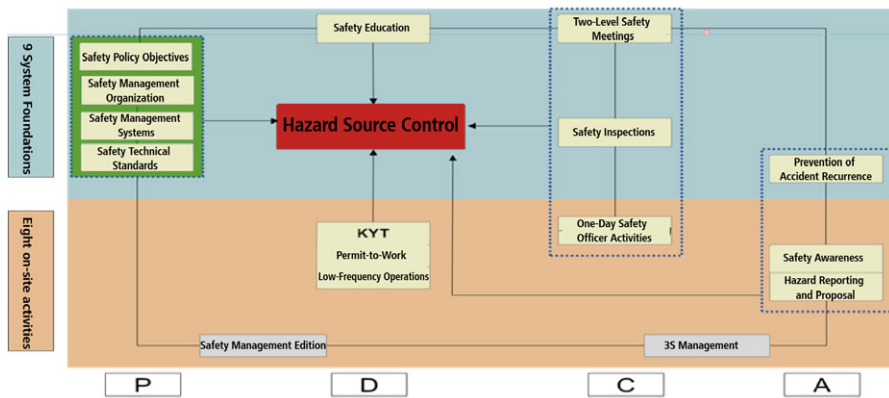 9 System Foundations
Safety Education
Two-Level Safety
Meetings
Safety Policy Objectives
Safety Management
Organization
Safety Management
Systems
Safety Technical
Standards
Hazard Source Control
Safety Inspections
Prevention of
Accident Recurrence
Eight on-site activities
KYT
Permit-to-Work
Low-Frequency Operations
One-Day Safety
Officer Activities
Safety Awareness
Hazard Reporting
and Proposal
Safety Management Edition
3S Management
P
D
C
A